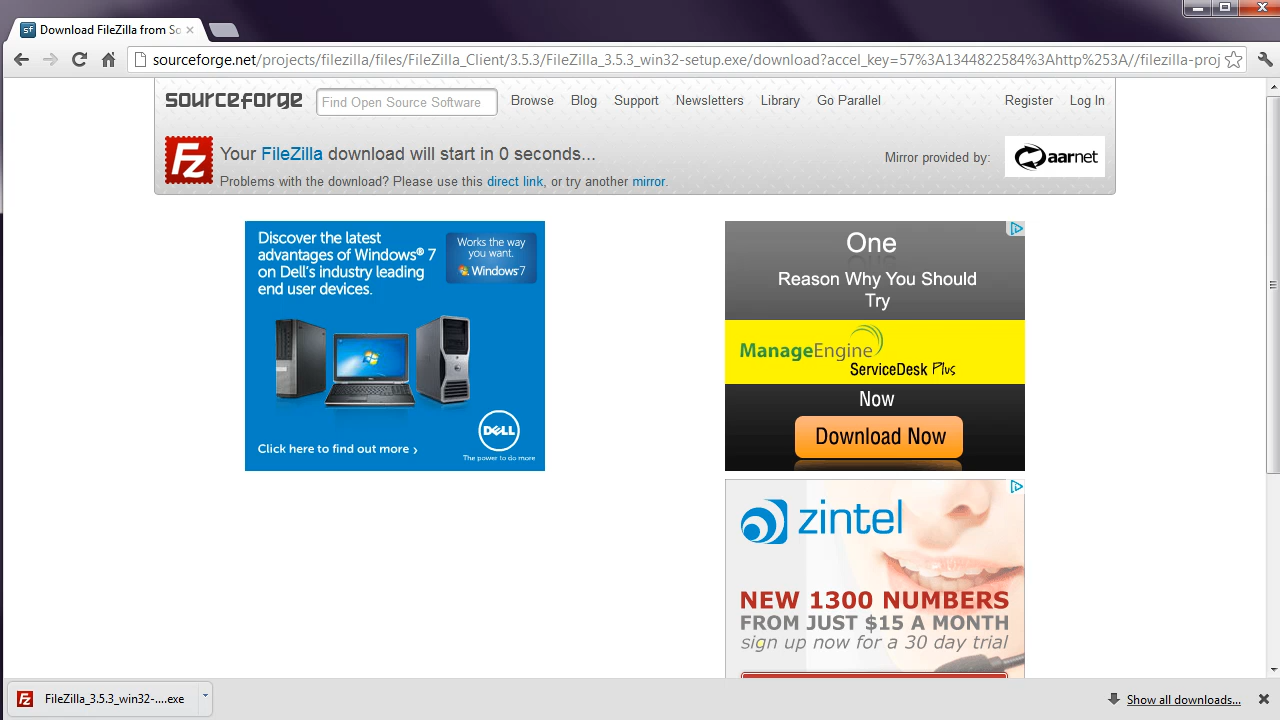 Download FileZilla from So
sourceforge.net/projects/filezilla/files/FileZilla_Client/3.5.3/FileZilla_3.5.3_win32-setup.exe/download?accel_key=57%3A1344822584%3Ahttp%253A//filezilla-proj
sourceforge
Find Open Source Software
Browse
Blog
Support
Newsletters
Library
Go Parallel
Register
Log In
Fz
Your FileZilla download will start in 0 seconds...
Problems with the download? Please use this direct link, or try another mirror.
Mirror provided by:
aarnet
Discover the latest
advantages of Windows® 7
on Dell's industry leading
end user devices.
Works the way
you want.
Windows 7
Click here to find out more ›
DELL
The power to do more
One
Reason Why You Should
Try
ManageEngine
ServiceDesk Plus
Now
Download Now
zintel
NEW 1300 NUMBERS
FROM JUST $15 A MONTH
sign up now for a 30 day trial
FileZilla_3.5.3_win32-....exe
Show all downloads...